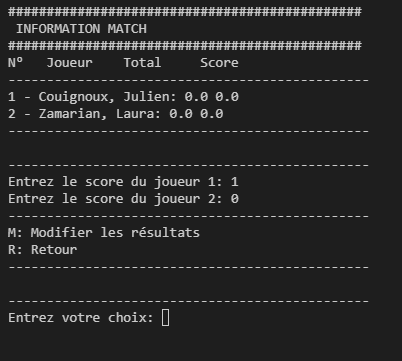 ##############################################
INFORMATION MATCH
##############################################
N°   Joueur    Total     Score
-----------------------------------------------
1 - Couignoux, Julien: 0.0 0.0
2 - Zamarian, Laura: 0.0 0.0
-----------------------------------------------
-----------------------------------------------
Entrez le score du joueur 1: 1
Entrez le score du joueur 2: 0
-----------------------------------------------
M: Modifier les résultats
R: Retour
-----------------------------------------------
-----------------------------------------------
Entrez votre choix: